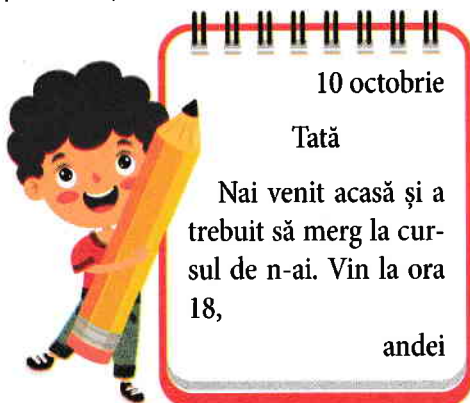 10 octobrie
Tată
Nai venit acasă și a
trebuit să merg la cur-
sul de n-ai. Vin la ora
18,
andei